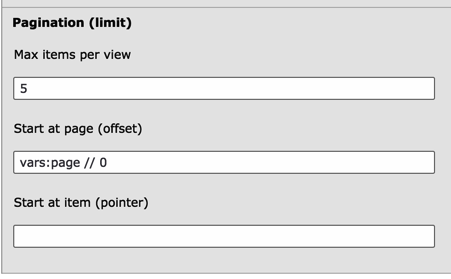 Pagination (limit)
Max items per view
5
Start at page (offset)
vars:page // 0
Start at item (pointer)